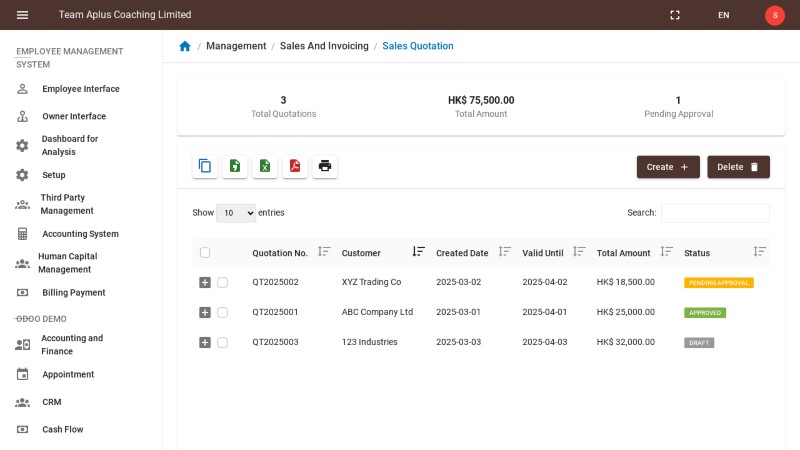 Team Aplus Coaching Limited
EN
S
EMPLOYEE MANAGEMENT
SYSTEM
Employee Interface
Owner Interface
Dashboard for
Analysis
Setup
Third Party
Management
Accounting System
Human Capital
Management
Billing Payment
ODOO DEMO
Accounting and
Finance
Appointment
CRM
Cash Flow
/ Management / Sales And Invoicing / Sales Quotation
3
Total Quotations
HK$ 75,500.00
Total Amount
1
Pending Approval
Create +
Delete
Show 10 entries
Search:
Quotation No. Customer Created Date Valid Until Total Amount Status
QT2025002 XYZ Trading Co 2025-03-02 2025-04-02 HK$ 18,500.00 PENDING APPROVAL
QT2025001 ABC Company Ltd 2025-03-01 2025-04-01 HK$ 25,000.00 APPROVED
QT2025003 123 Industries 2025-03-03 2025-04-03 HK$ 32,000.00 DRAFT